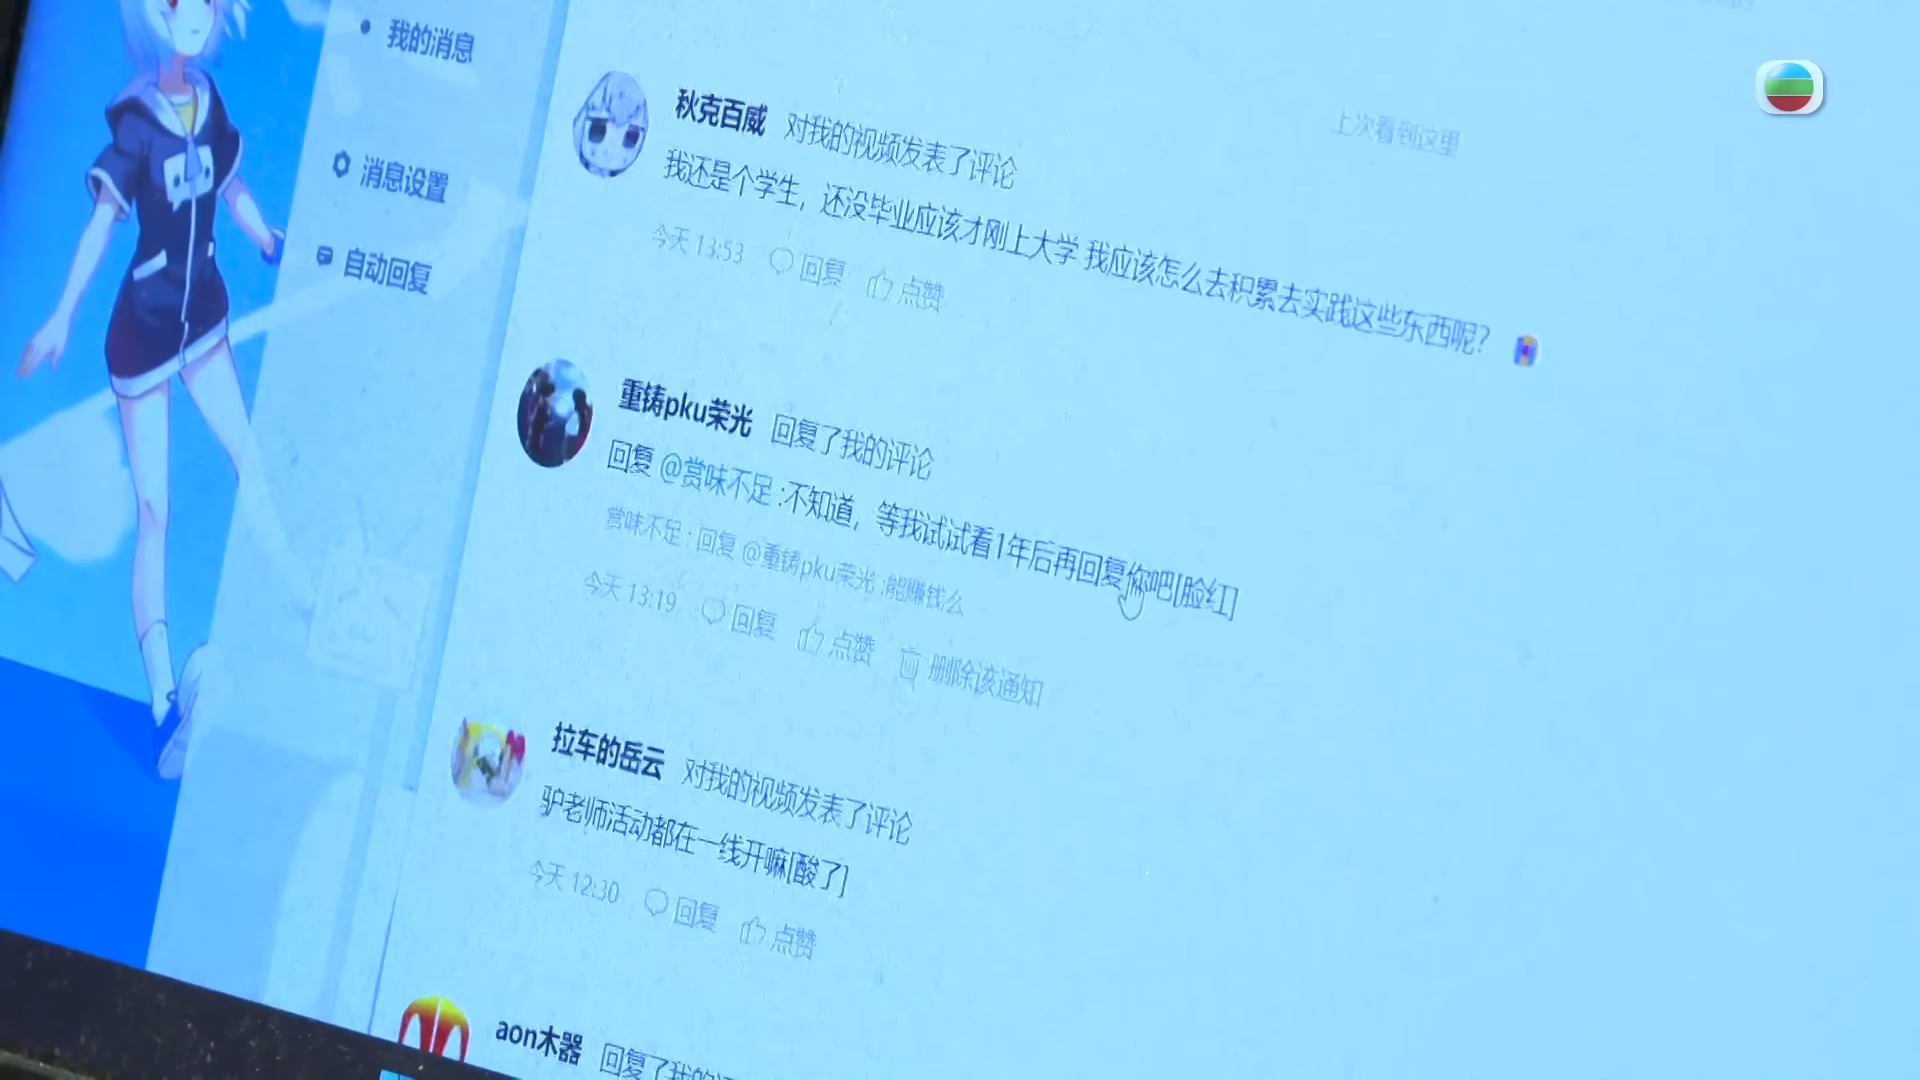 我的消息
消息设置
自动回复
上次看到这里
秋克百威 对我的视频发表了评论
我还是个学生，还没毕业应该才刚上大学 我应该怎么去积累去实践这些东西呢？
今天 13:53 回复 点赞
重铸pku荣光 回复了我的评论
回复 @赏味不足 :不知道，等我试试看1年后再回复你吧[脸红]
赏味不足 : 回复 @重铸pku荣光 :能赚钱么
今天 13:19 回复 点赞 删除该通知
拉车的岳云 对我的视频发表了评论
驴老师活动都在一线开嘛[酸了]
今天 12:30 回复 点赞
aon木器 回复了我的